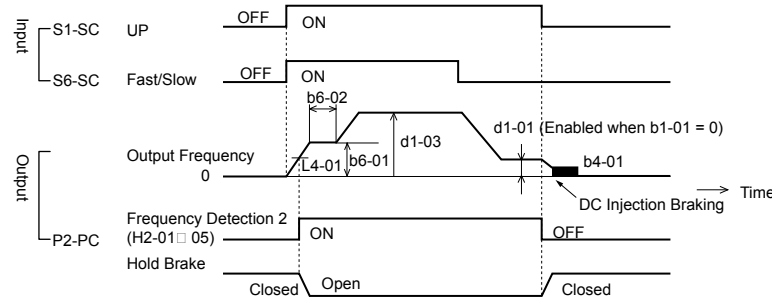 Input
S1-SC UP OFF ON
S6-SC Fast/Slow OFF ON
b6-02
d1-01 (Enabled when b1-01 = 0)
d1-03
Output Frequency
0
L4-01
b6-01
b4-01
DC Injection Braking
Time
Output
Frequency Detection 2
(H2-01□ 05)
P2-PC
ON
OFF
Hold Brake
Closed
Open
Closed